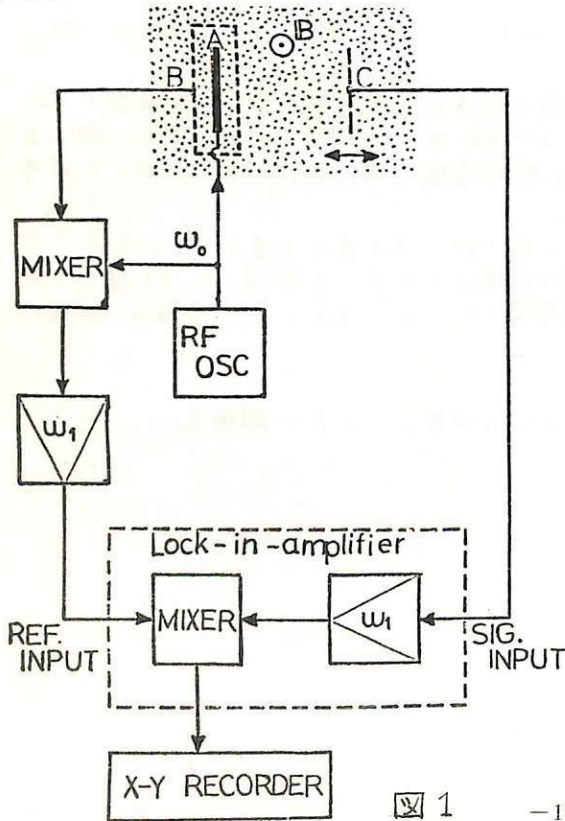 A
B
B
C
ω₀
MIXER
RF
OSC
ω₁
Lock-in-amplifier
REF.
INPUT
MIXER
ω₁
SIG.
INPUT
X-Y RECORDER
図 1
-1